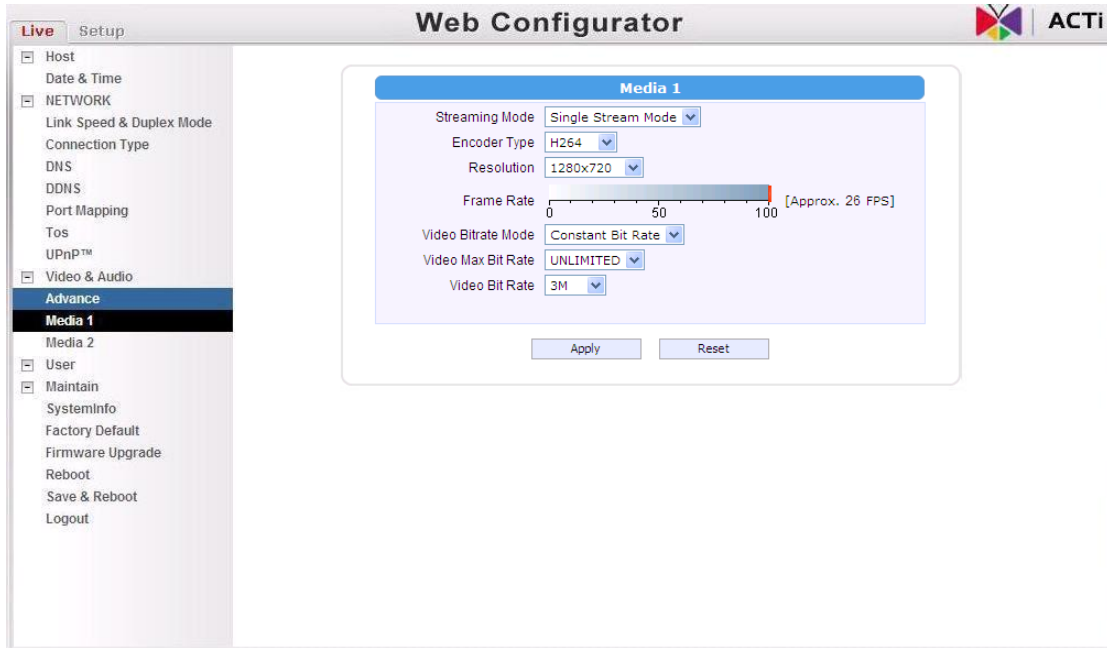 Live Setup
Web Configurator
ACTi
Host
Date & Time
NETWORK
Link Speed & Duplex Mode
Connection Type
DNS
DDNS
Port Mapping
Tos
UPnP™
Video & Audio
Advance
Media 1
Media 2
User
Maintain
SystemInfo
Factory Default
Firmware Upgrade
Reboot
Save & Reboot
Logout
Media 1
Streaming Mode Single Stream Mode
Encoder Type H264
Resolution 1280x720
Frame Rate [Approx. 26 FPS]
0 50 100
Video Bitrate Mode Constant Bit Rate
Video Max Bit Rate UNLIMITED
Video Bit Rate 3M
Apply Reset